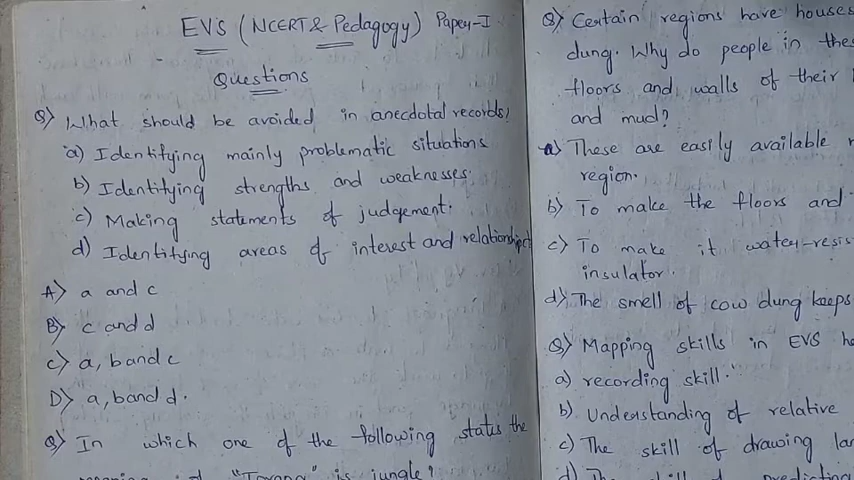 EVS (NCERT & Pedagogy) Paper-I
Questions
Q) What should be avoided in anecdotal records?
a) Identifying mainly problematic situations
b) Identifying strengths and weaknesses.
c) Making statements of judgement.
d) Identifying areas of interest and relationship
A) a and c
B) c and d
C) a, b and c
D) a, b and d.
Q) In which one of the following states the
"Torang" is jungle?
Q) Certain regions have houses
dung. Why do people in
floors and walls of their
and mud?
a) These are easily available
region.
b) To make the floors and
c) To make it
insulator.
d) The smell of cow dung keeps
Q) Mapping skills in EVS
a) recording skill.
b) Understanding of relative
c) The skill of drawing
d)